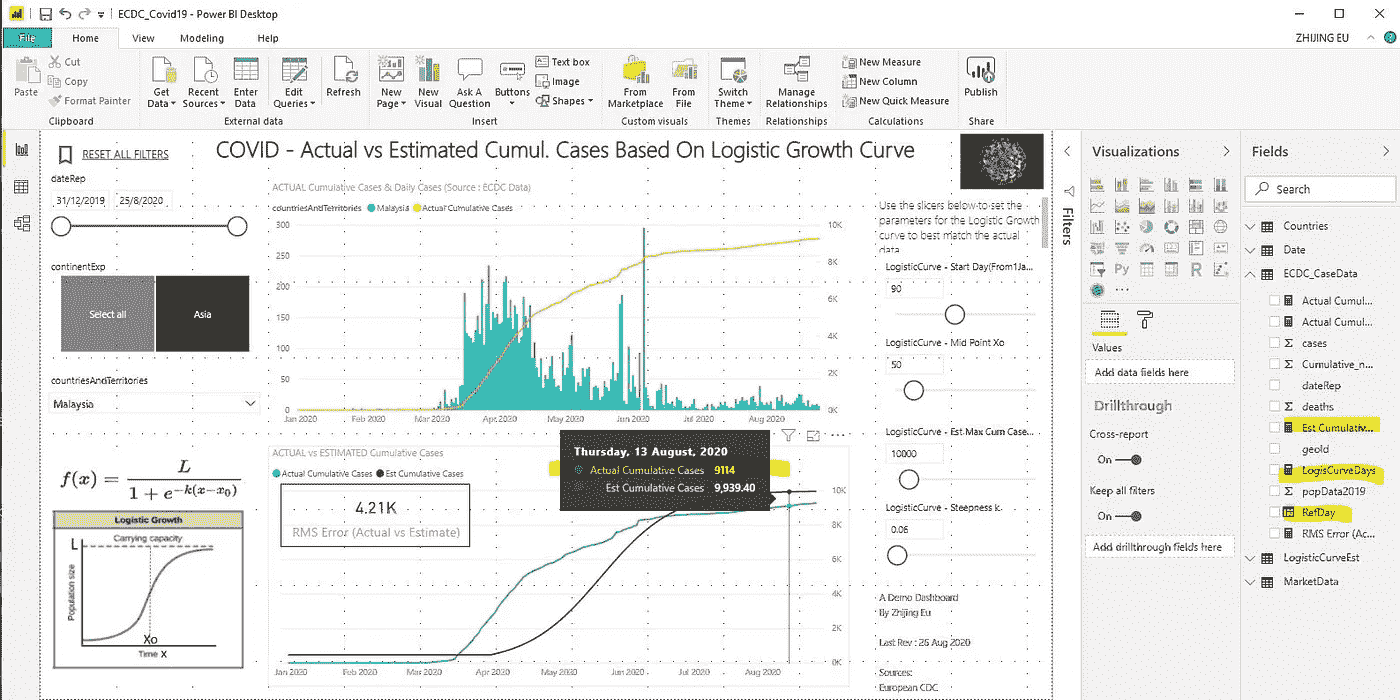 ECDC_Covid19 - Power BI Desktop
File Home View Modeling Help
ZHIJING EU
Paste
Cut
Copy
Format Painter
Clipboard
Get Data
Recent Sources
Enter Data
Edit Queries
Refresh
External data
New Page
New Visual
Ask A Question
Buttons
Text box
Image
Shapes
Insert
From Marketplace
From File
Custom visuals
Switch Theme
Themes
Manage Relationships
Relationships
New Measure
New Column
New Quick Measure
Calculations
Publish
Share
RESET ALL FILTERS
dateRep
31/12/2019 25/8/2020
continentExp
Select all Asia
countriesAndTerritories
Malaysia
f(x) = L / 1 + e^-k(x-x0)
Logistic Growth
Carrying capacity
L
Population size
Xo
Time X
COVID - Actual vs Estimated Cumul. Cases Based On Logistic Growth Curve
ACTUAL Cumulative Cases & Daily Cases (Source : ECDC Data)
countriesAndTerritories Malaysia Actual Cumulative Cases
300 10K
250
8K
200
6K
150
4K
100
2K
50
0 0K
Jan 2020 Feb 2020 Mar 2020 Apr 2020 May 2020 Jun 2020 Jul 2020 Aug 2020
ACTUAL vs ESTIMATED Cumulative Cases
Actual Cumulative Cases Est Cumulative Cases
4.21K
RMS Error (Actual vs Estimate)
Thursday, 13 August, 2020
Actual Cumulative Cases 9114
Est Cumulative Cases 9,939.40
10K
8K
6K
4K
2K
0K
Jan 2020 Feb 2020 Mar 2020 Apr 2020 May 2020 Jun 2020 Jul 2020 Aug 2020
Use the slicers below to set the
parameters for the Logistic Growth
curve to best match the actual
data
LogisticCurve - Start Day(From1Ja...
90
LogisticCurve - Mid Point Xo
50
LogisticCurve - Est Max Cum Case...
10000
LogisticCurve - Steepness k
0.06
A Demo Dashboard
By Zhijing Eu
Last Rev : 26 Aug 2020
Sources:
European CDC
Filters
Visualizations
Py
R
Values
Add data fields here
Drillthrough
Cross-report
On
Keep all filters
On
Add drillthrough fields here
Fields
Search
Countries
Date
ECDC_CaseData
Actual Cumul...
Actual Cumul...
cases
Cumulative_n...
dateRep
deaths
Est Cumulativ...
geoId
LogisCurveDays
popData2019
RefDay
RMS Error (Ac...
LogisticCurveEst
MarketData